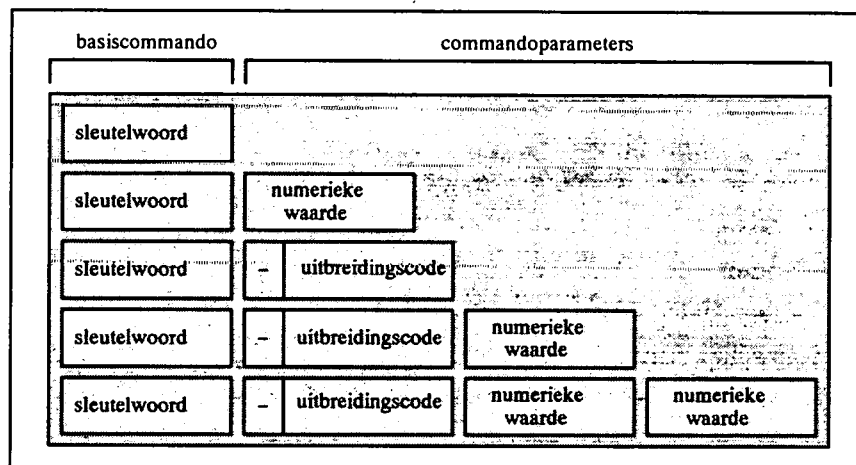 basiscommando commandoparameters
sleutelwoord
sleutelwoord numerieke waarde
sleutelwoord - uitbreidingscode
sleutelwoord - uitbreidingscode numerieke waarde
sleutelwoord - uitbreidingscode numerieke waarde numerieke waarde